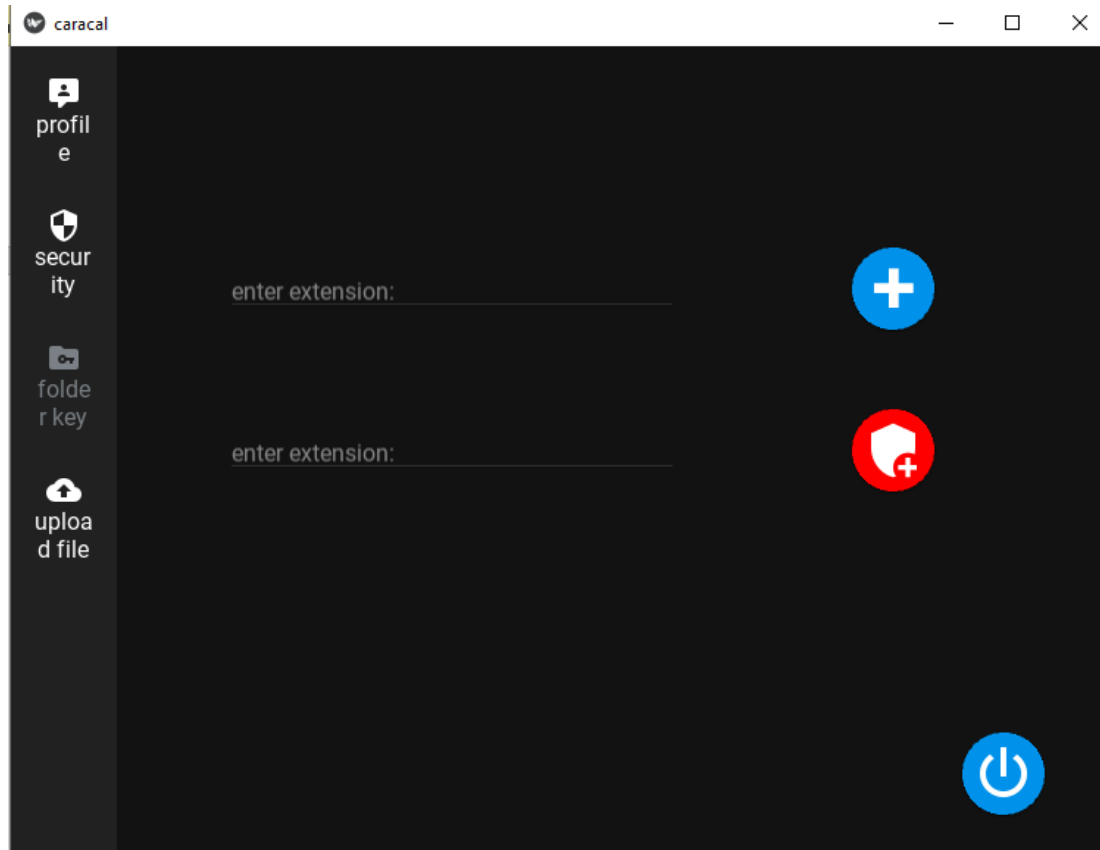 caracal
profil
e
secur
ity
folde
r key
uploa
d file
enter extension:
enter extension: